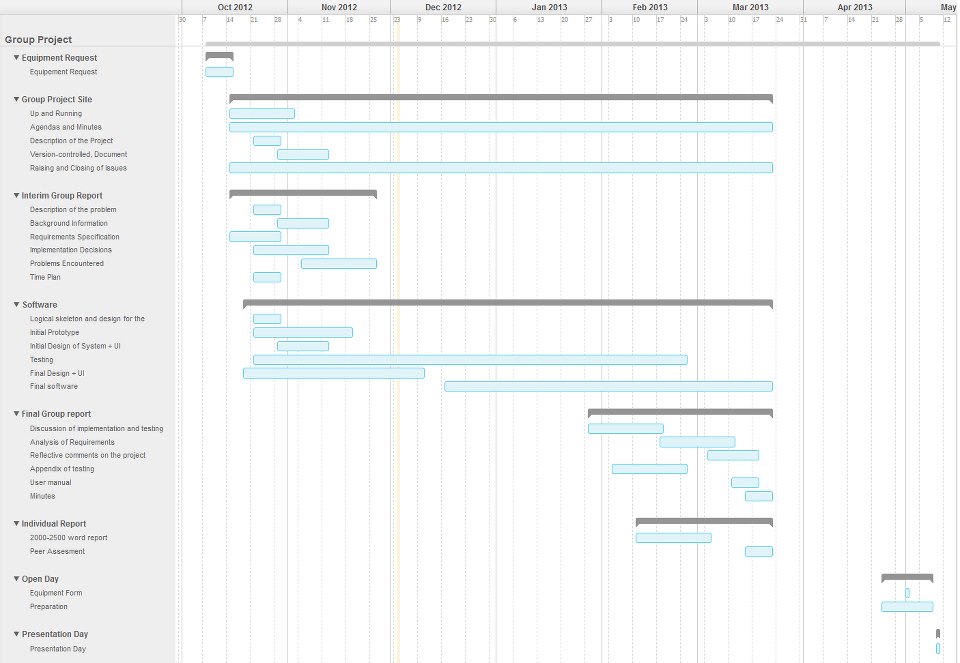 Oct 2012 Nov 2012 Dec 2012 Jan 2013 Feb 2013 Mar 2013 Apr 2013 May
30 7 14 21 28 4 11 18 25 23 9 16 23 30 6 13 20 27 3 10 17 24 3 10 17 24 31 7 14 21 28 5 12
Group Project
Equipment Request
Equipement Request
Group Project Site
Up and Running
Agendas and Minutes
Description of the Project
Version-controlled, Document
Raising and Closing of Issues
Interim Group Report
Description of the problem
Background Information
Requirements Specification
Implementation Decisions
Problems Encountered
Time Plan
Software
Logical skeleton and design for the
Initial Prototype
Initial Design of System + UI
Testing
Final Design + UI
Final software
Final Group report
Discussion of implementation and testing
Analysis of Requirements
Reflective comments on the project
Appendix of testing
User manual
Minutes
Individual Report
2000-2500 word report
Peer Assesment
Open Day
Equipment Form
Preparation
Presentation Day
Presentation Day